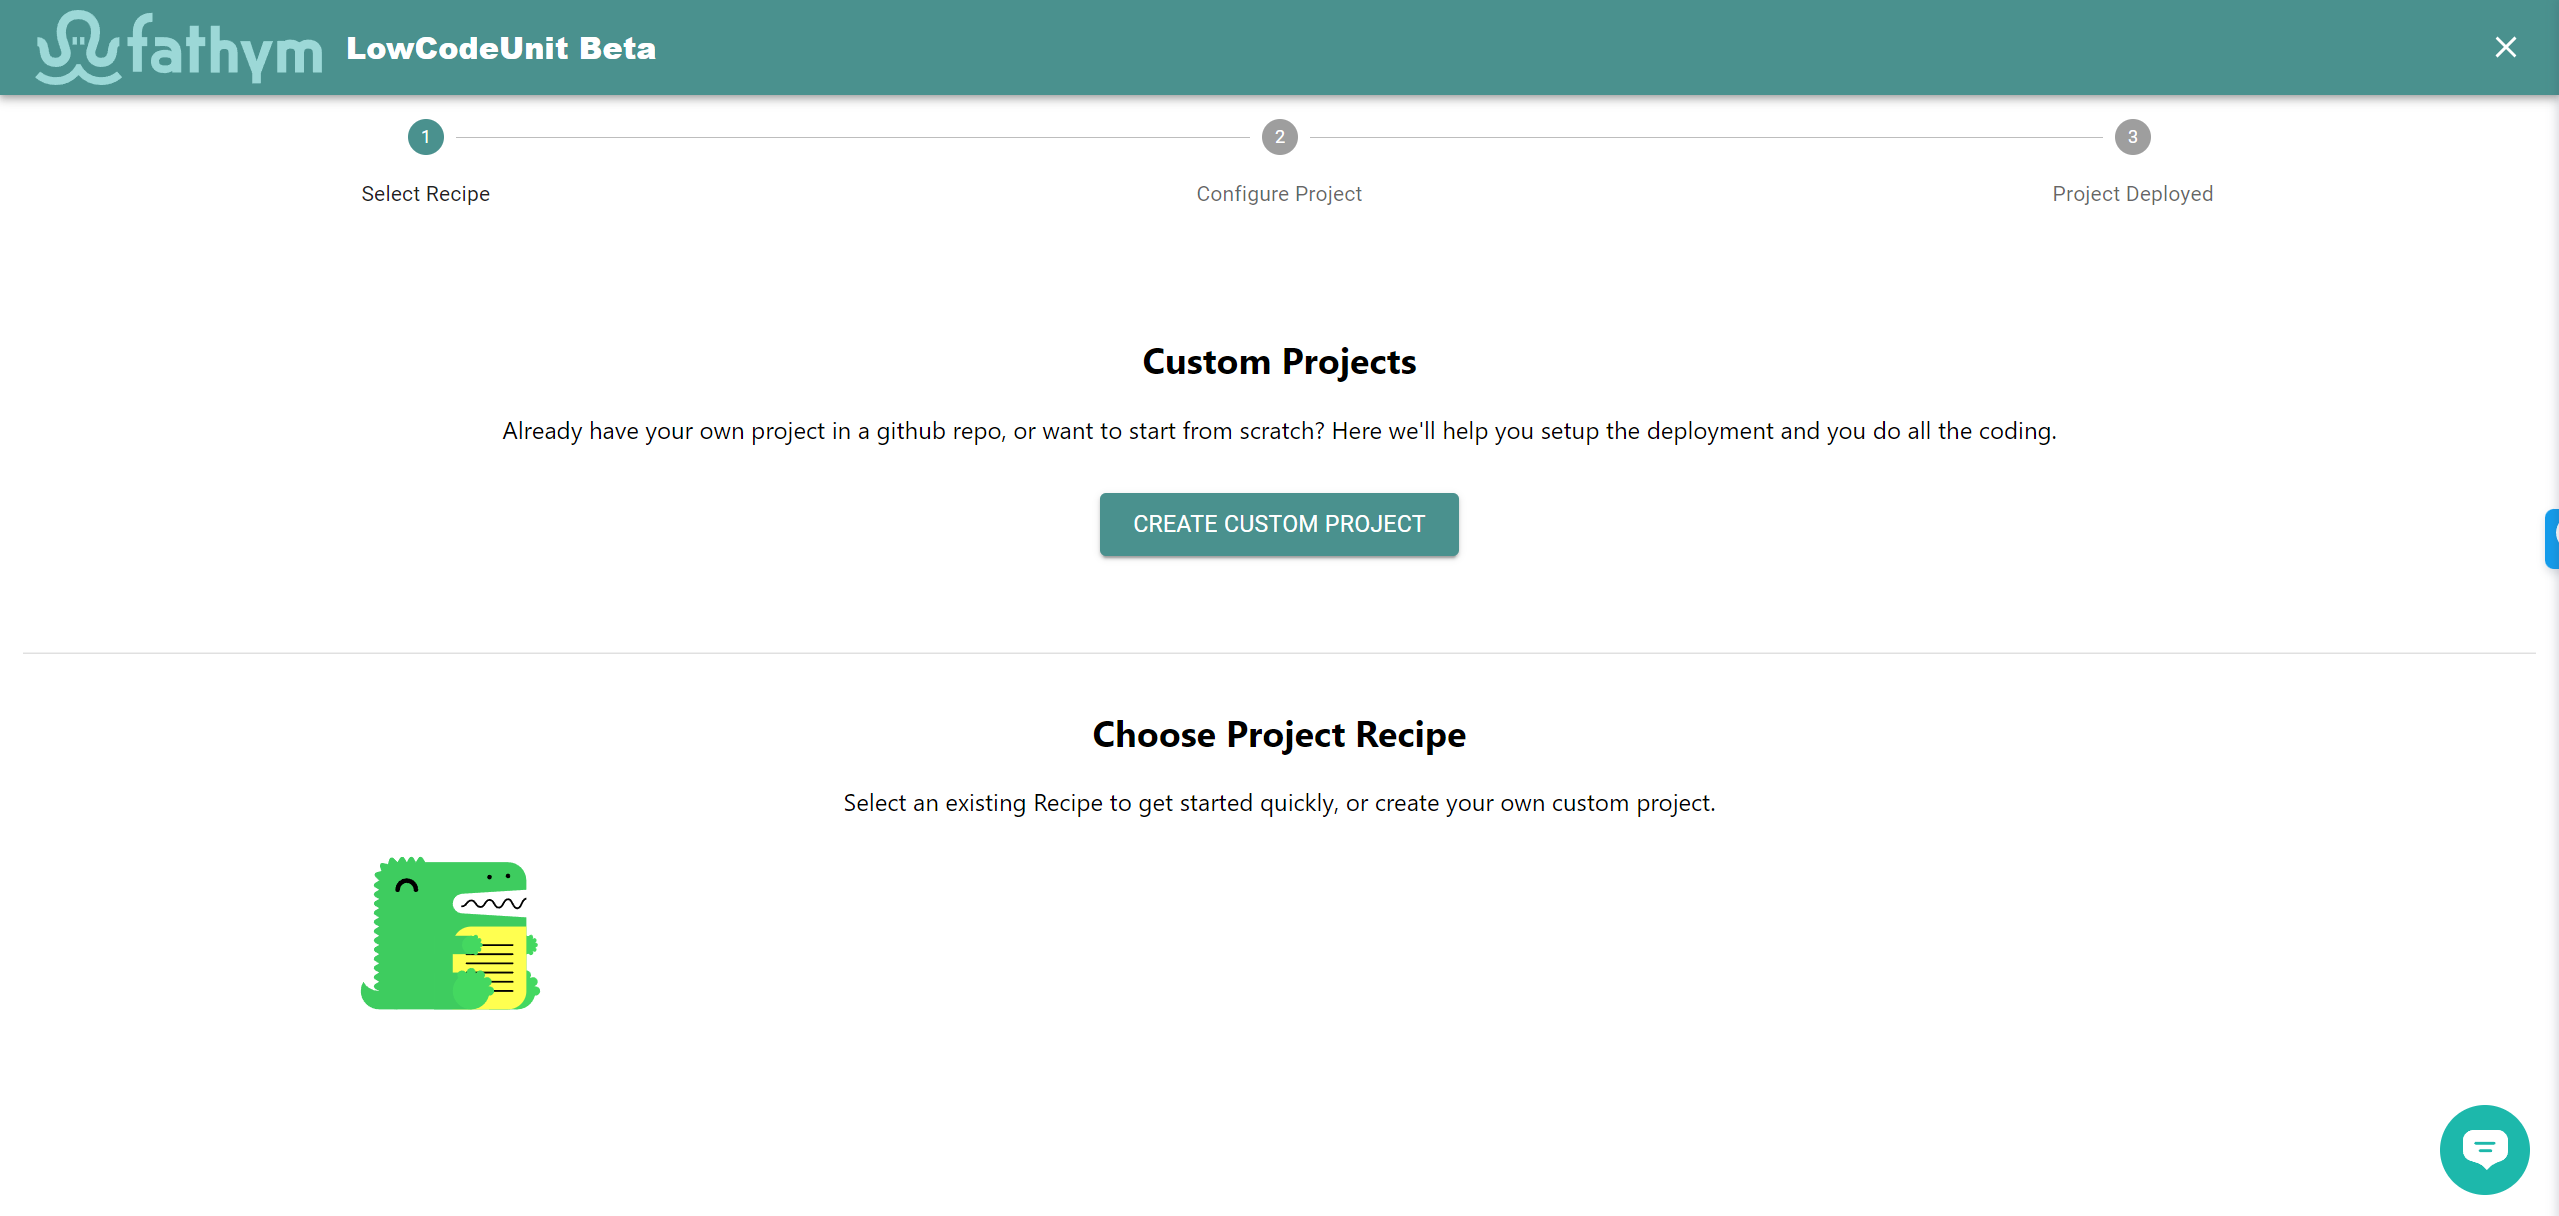 fathym LowCodeUnit Beta
1
2
3
Select Recipe
Configure Project
Project Deployed
Custom Projects
Already have your own project in a github repo, or want to start from scratch? Here we'll help you setup the deployment and you do all the coding.
CREATE CUSTOM PROJECT
Choose Project Recipe
Select an existing Recipe to get started quickly, or create your own custom project.